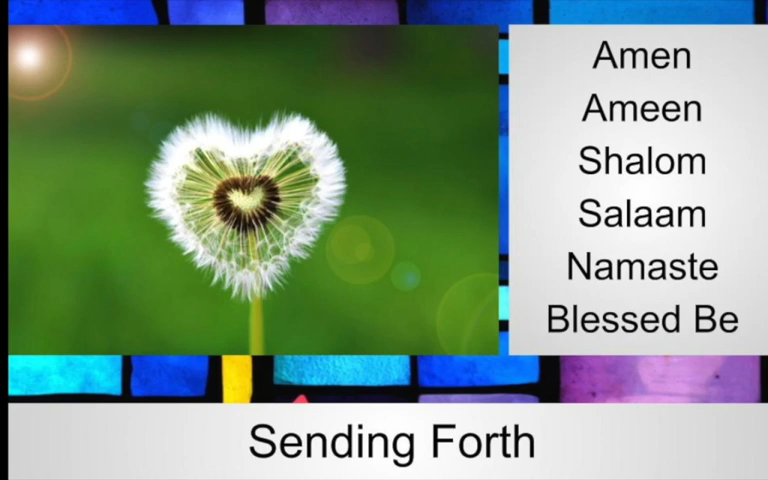 Amen
Ameen
Shalom
Salaam
Namaste
Blessed Be
Sending Forth